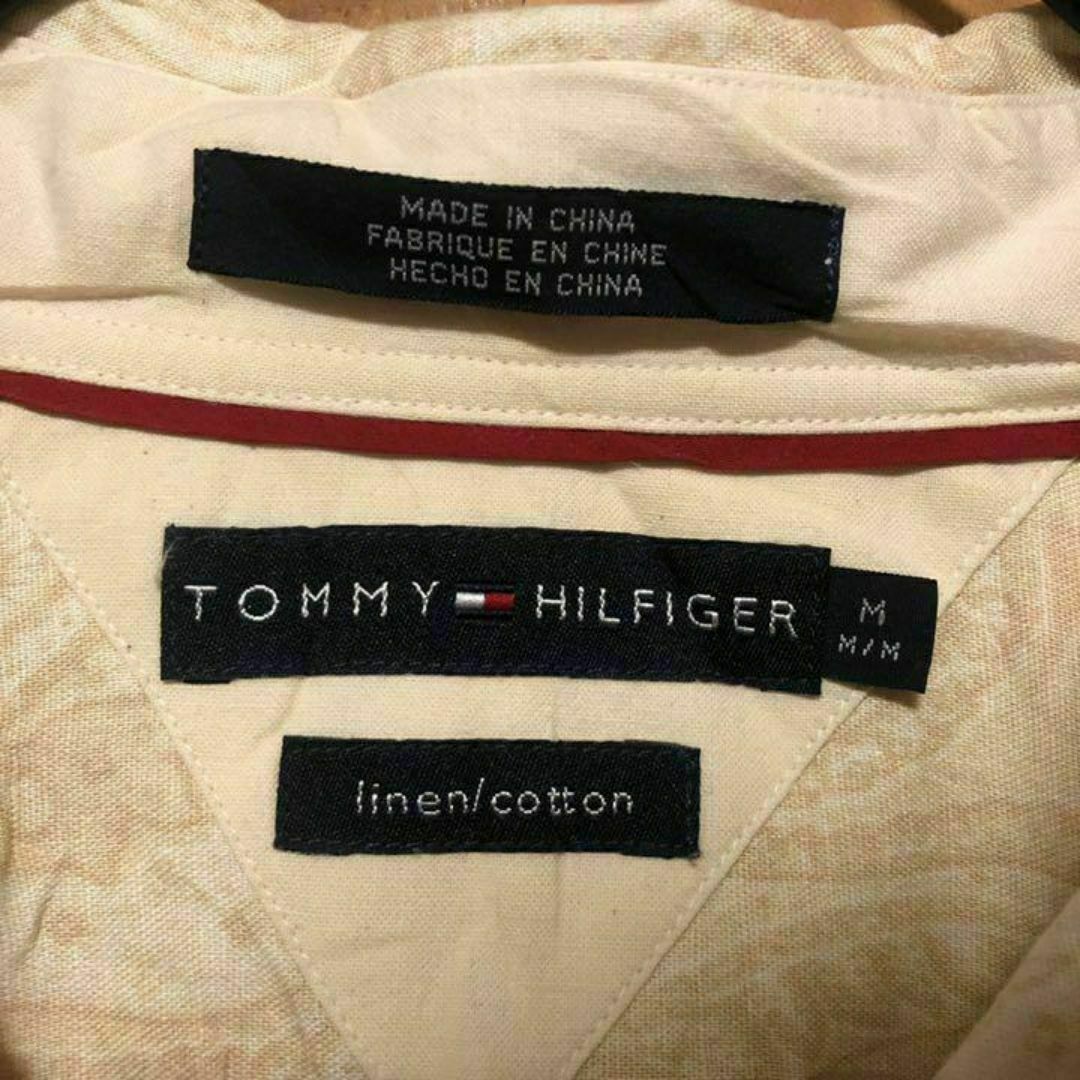 MADE IN CHINA
FABRIQUE EN CHINE
HECHO EN CHINA
TOMMY HILFIGER
M
M/M
linen/cotton